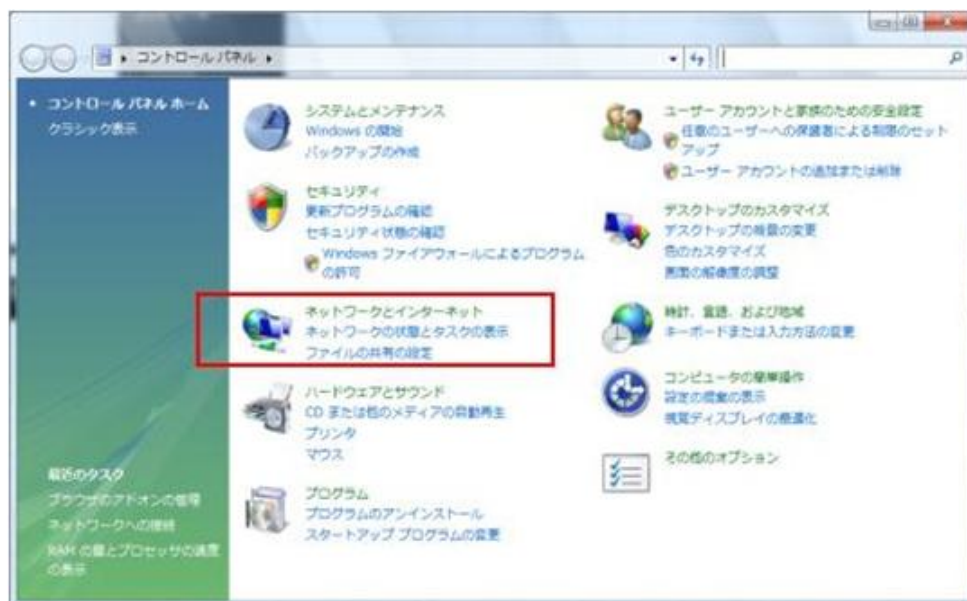 コントロール パネル
コントロール パネル ホーム
クラシック表示
システムとメンテナンス
Windows の開始
バックアップの作成
セキュリティ
更新プログラムの確認
セキュリティ状態の確認
Windows ファイアウォールによるプログラム
の許可
ネットワークとインターネット
ネットワークの状態とタスクの表示
ファイルの共有の設定
ハードウェアとサウンド
CD または他のメディアの自動再生
プリンタ
マウス
プログラム
プログラムのアンインストール
スタートアップ プログラムの変更
ユーザー アカウントと家族のための安全設定
任意のユーザーへの保護者による制限のセット
アップ
ユーザー アカウントの追加または削除
デスクトップのカスタマイズ
デスクトップの背景の変更
色のカスタマイズ
画面の解像度の調整
時計、言語、および地域
キーボードまたは入力方法の変更
コンピュータの簡単操作
設定の提案の表示
視覚ディスプレイの最適化
その他のオプション
最近のタスク
ブラウザのアドオンの管理
ネットワークへの接続
RAM の量とプロセッサの速度
の表示